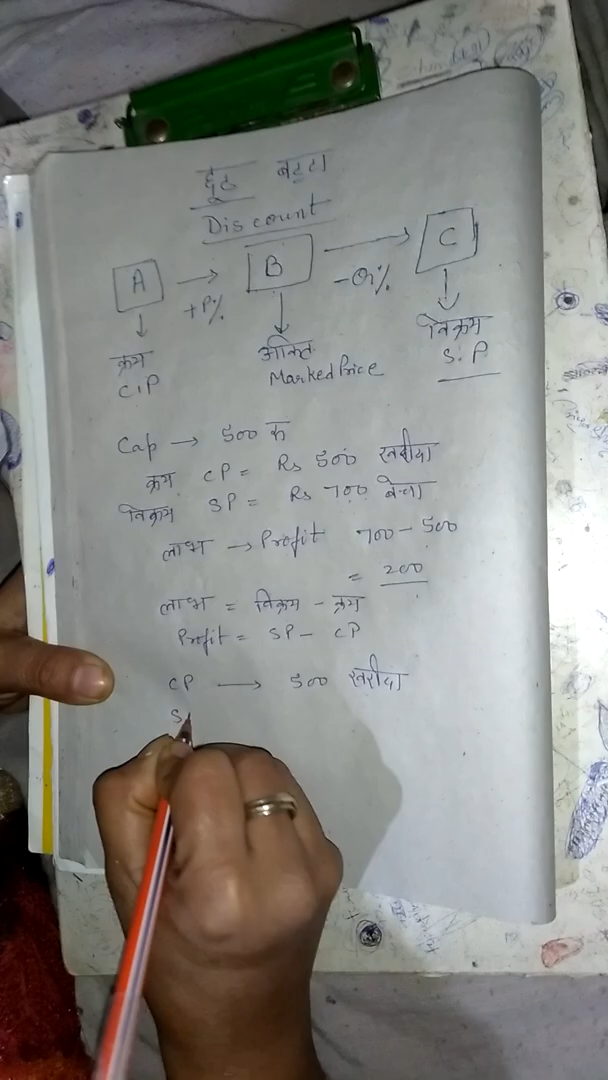 छूट बट्टा
Discount
A → B → C
+P% -Or%
क्रय अंकित विक्रय
C.P Marked Price S.P
Cap → 500 रू
क्रय CP = Rs 500 खरीदा
विक्रय SP = Rs 700 बेचा
लाभ → Profit 700 - 500
= 200
लाभ = विक्रय - क्रय
Profit = SP - CP
CP → 500 खरीदा
S